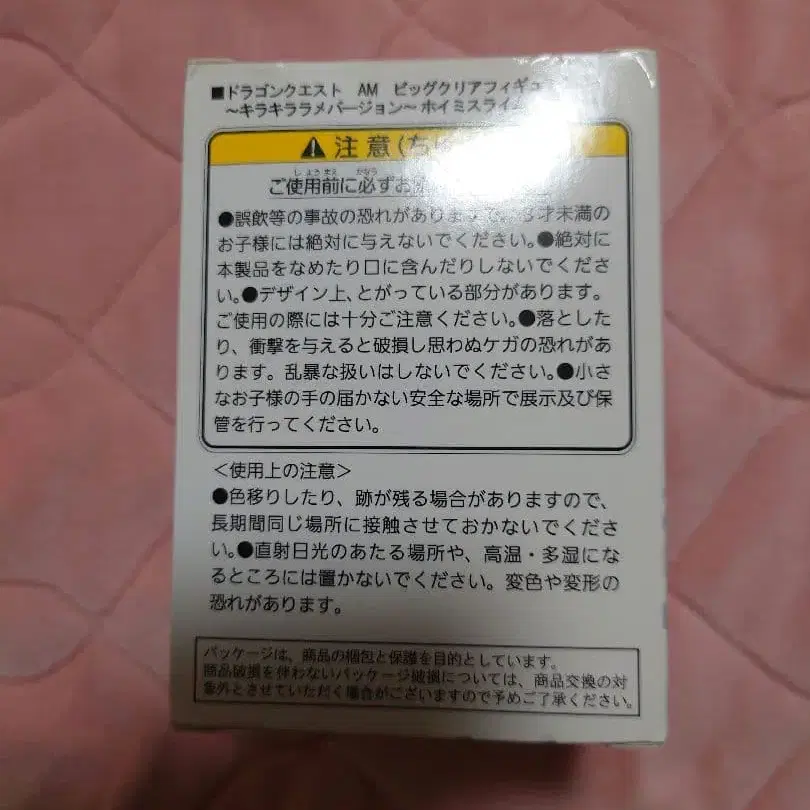 ■ドラゴンクエスト AM ビッグクリアフィギュ
~キラキララメバージョン~ホイミスライム
注意(ち
ご使用前に必ずお
しようまえ かなら
●誤飲等の事故の恐れがありますので、3才未満の
お子様には絶対に与えないでください。●絶対に
本製品をなめたり口に含んだりしないでくださ
い。●デザイン上、とがっている部分があります。
ご使用の際には十分ご注意ください。●落とした
り、衝撃を与えると破損し思わぬケガの恐れがあ
ります。乱暴な扱いはしないでください。●小さ
なお子様の手の届かない安全な場所で展示及び保
管を行ってください。
<使用上の注意>
●色移りしたり、跡が残る場合がありますので、
長期間同じ場所に接触させておかないでくださ
い。●直射日光のあたる場所や、高温・多湿にな
るところには置かないでください。変色や変形の
恐れがあります。
パッケージは、商品の梱包と保護を目的としています。
商品破損を伴わないパッケージ破損については、商品交換の対
象外とさせていただく場合がございますので予めご了承ください。